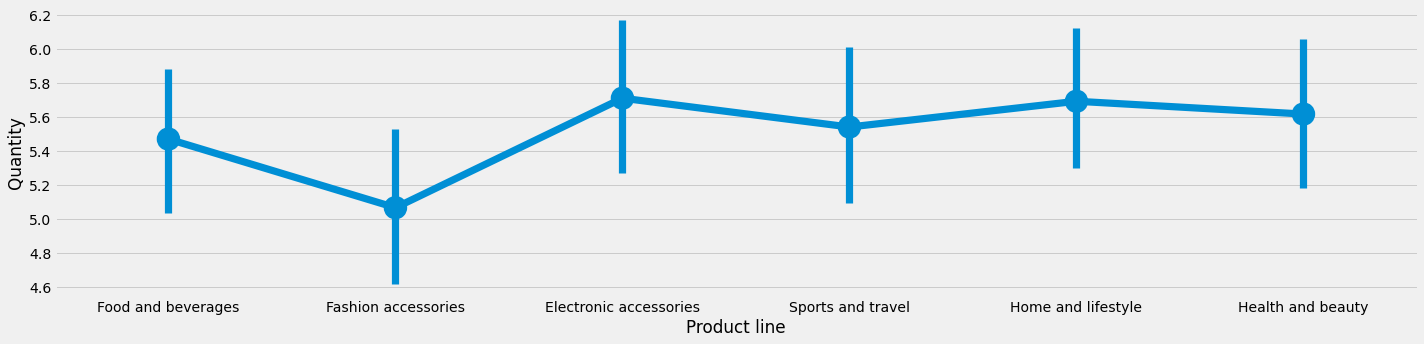 6.2
6.0
5.8
5.6
5.4
5.2
5.0
4.8
4.6
Quantity
Food and beverages
Fashion accessories
Electronic accessories
Sports and travel
Home and lifestyle
Health and beauty
Product line